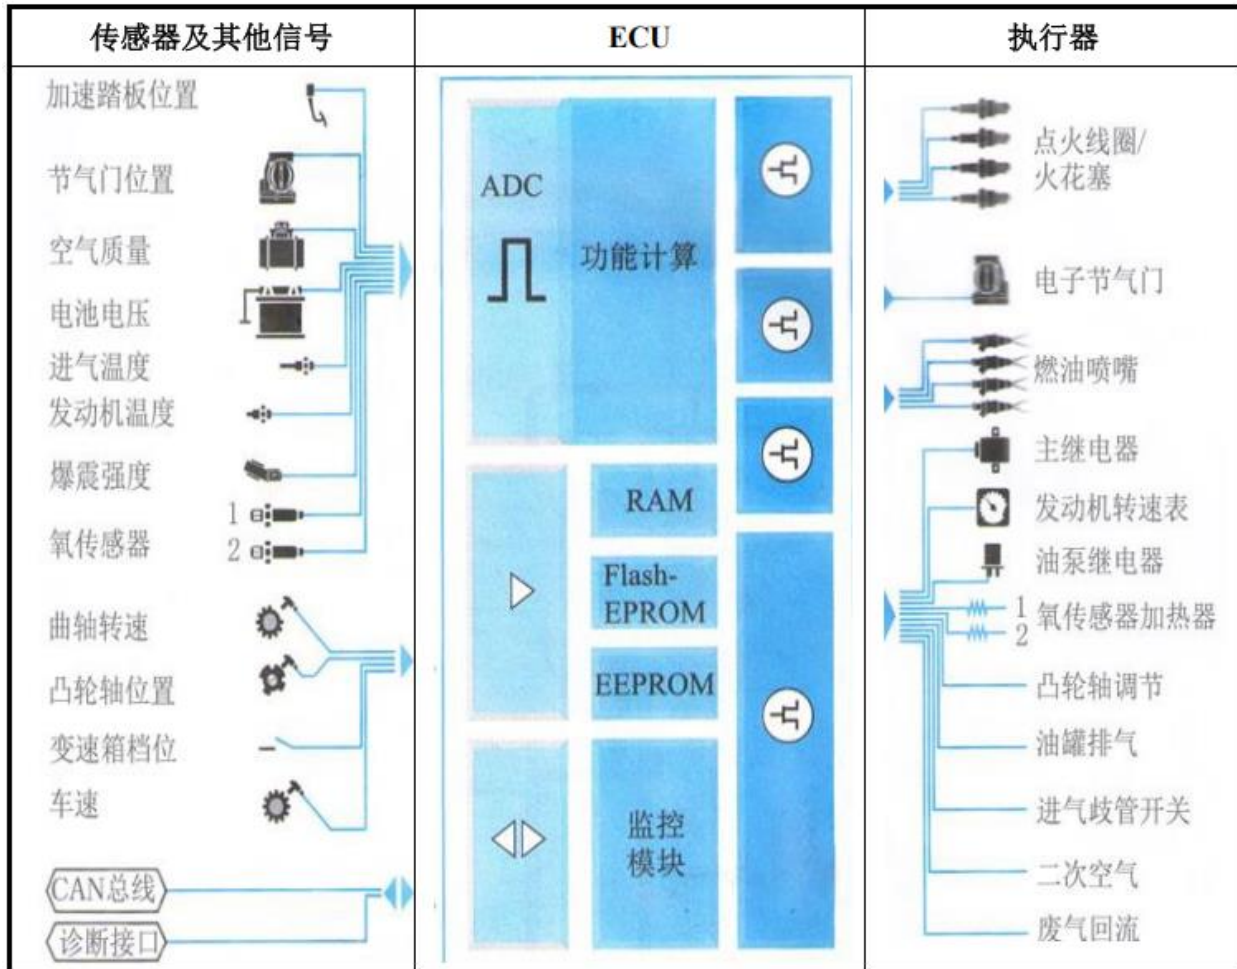 传感器及其他信号
ECU
执行器
加速踏板位置
节气门位置
空气质量
电池电压
进气温度
发动机温度
爆震强度
1
氧传感器
2
曲轴转速
凸轮轴位置
变速箱档位
车速
CAN总线
诊断接口
ADC
功能计算
RAM
Flash-
EPROM
EEPROM
监控
模块
点火线圈/
火花塞
电子节气门
燃油喷嘴
主继电器
发动机转速表
油泵继电器
1
氧传感器加热器
2
凸轮轴调节
油罐排气
进气歧管开关
二次空气
废气回流